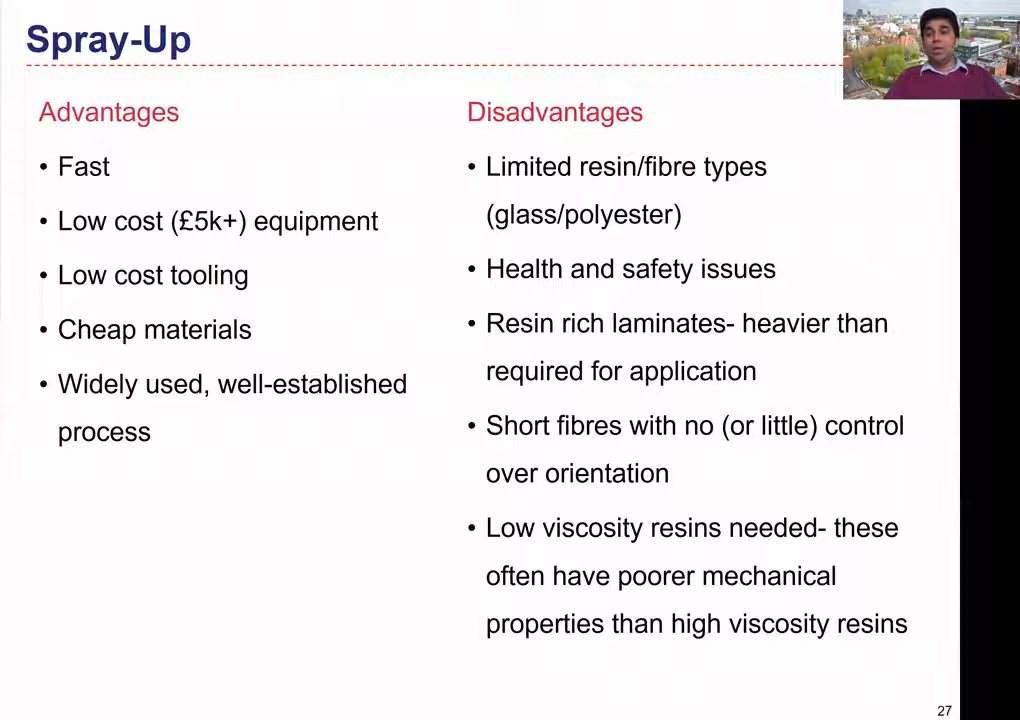 Spray-Up
Advantages
• Fast
• Low cost (£5k+) equipment
• Low cost tooling
• Cheap materials
• Widely used, well-established
process
Disadvantages
• Limited resin/fibre types
(glass/polyester)
• Health and safety issues
• Resin rich laminates- heavier than
required for application
• Short fibres with no (or little) control
over orientation
• Low viscosity resins needed- these
often have poorer mechanical
properties than high viscosity resins
27